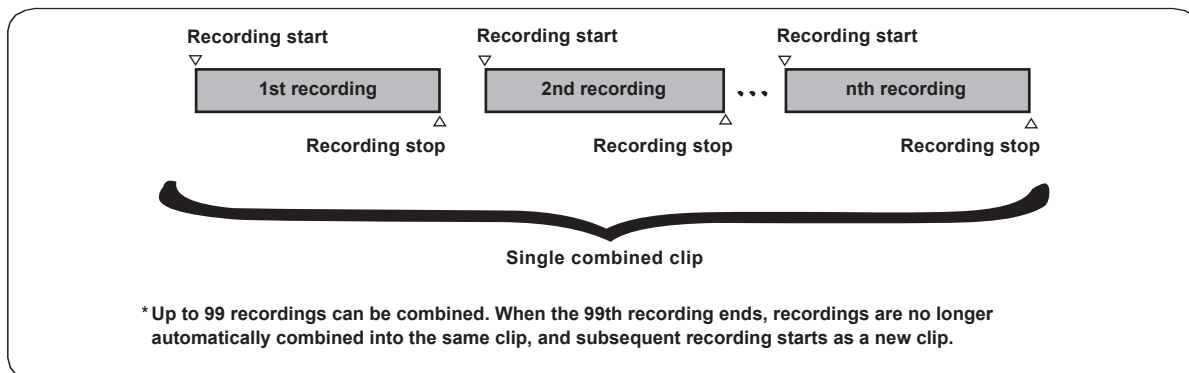 Recording start Recording start Recording start
1st recording 2nd recording ... nth recording
Recording stop Recording stop Recording stop
Single combined clip
* Up to 99 recordings can be combined. When the 99th recording ends, recordings are no longer
automatically combined into the same clip, and subsequent recording starts as a new clip.